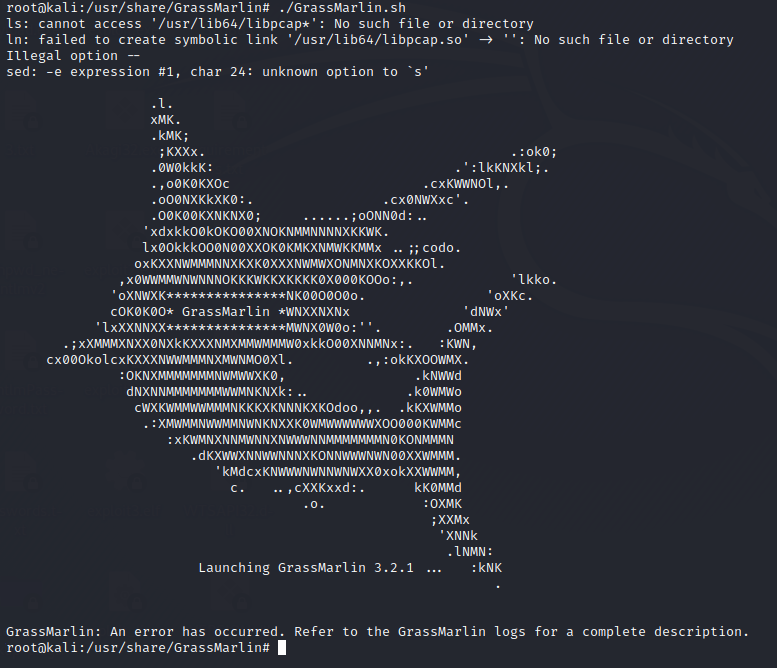 root@kali:/usr/share/GrassMarlin# ./GrassMarlin.sh
ls: cannot access '/usr/lib64/libpcap*': No such file or directory
ln: failed to create symbolic link '/usr/lib64/libpcap.so' -> '': No such file or directory
Illegal option --
sed: -e expression #1, char 24: unknown option to `s'
.l.
xMK.
.kMK;
;KXXx. .:ok0;
.0W0kkK: .':lkKNXkl;.
.,o0K0KXOc .cxKWWNOl,.
.oO0NXKkXK0:. .cx0NWXxc'.
.O0K00KXNKNX0; ......;oONN0d:..
'xdxkkO0kOKO00XNOKNMMNNNNXKKWK.
lx0OkkkOO0N00XXOK0KMKXNMWKKMMx ..;;codo.
oxKXXNWMMMNNXKXK0XXXNWMWXONMNXKOXXKKOl.
,x0WWMMWNWNNNOKKKWKKXKKKK0X000KOOo:,. 'lkko.
'oXNWXK***************NK00O0O0o. 'oXKc.
cOK0K0O* GrassMarlin *WNXXNXNx 'dNWx'
'lxXXNNXX***************MWNX0W0o:''. .OMMx.
.;xXMMMXNXX0NXkKXXXNMXMMWMMMW0xkkO00XNNMNx:. :KWN,
cx00OkolcxKXXXNWWMMMNXMWNMO0Xl. .,:okKXOOWMX.
:OKNXMMMMMMMNWMWWXK0, .kNWWd
dNXNNMMMMMMMWWMNKNXk:.. .k0WMWo
cWXKWMMWWMMMNKKKXKNNNKXKOdoo,,. .kKXWMMo
.:XMWMMNWWMMNWNKNXXK0WMWWWWWWXOO000KWMMc
:xKWMNXNNMWNNXNWWWNNMMMMMMMN0KONMMMN
.dKXWWXNNWWNNNXKONNWWWNWN00XXWMMM.
'kMdcxKNWWWNWNNWNWXX0xokXXWWMM,
c. ..,cXXKxxd:. kK0MMd
.o. :OXMK
;XXMx
'XNNk
.lNMN:
Launching GrassMarlin 3.2.1 ... :kNK
.
GrassMarlin: An error has occurred. Refer to the GrassMarlin logs for a complete description.
root@kali:/usr/share/GrassMarlin#